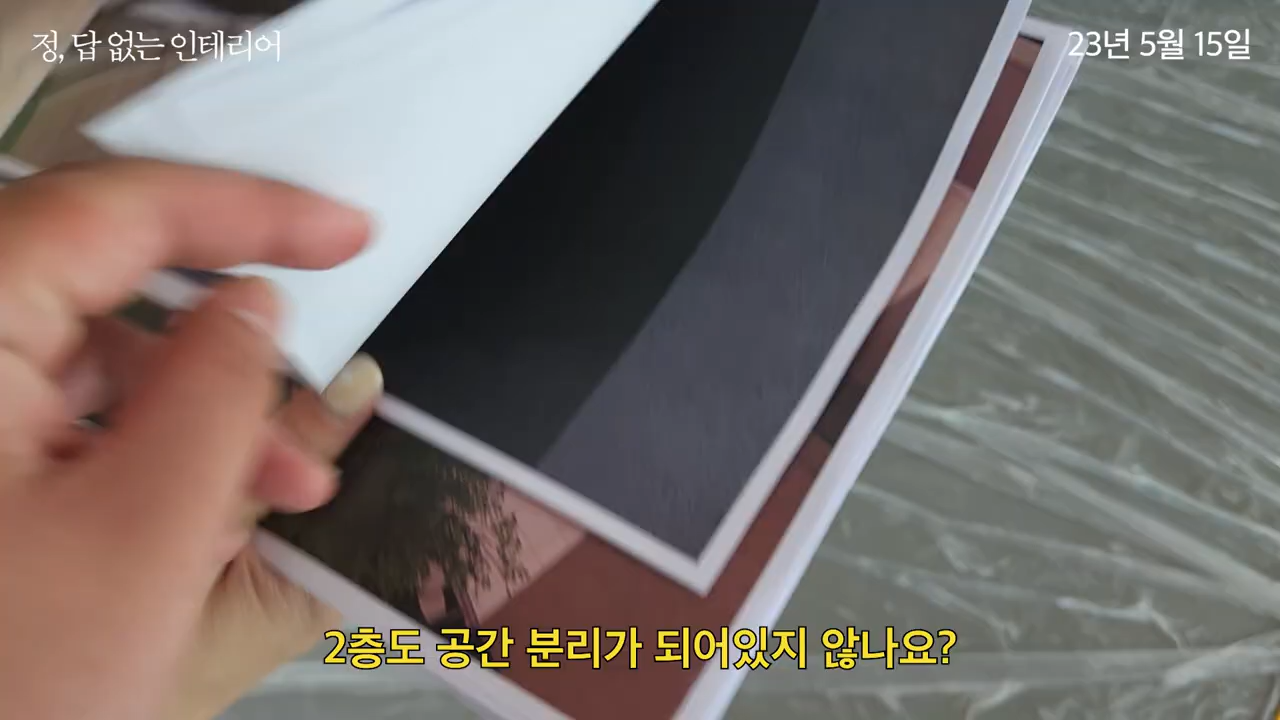 정, 답 없는 인테리어
23년 5월 15일
2층도 공간 분리가 되어있지 않나요?